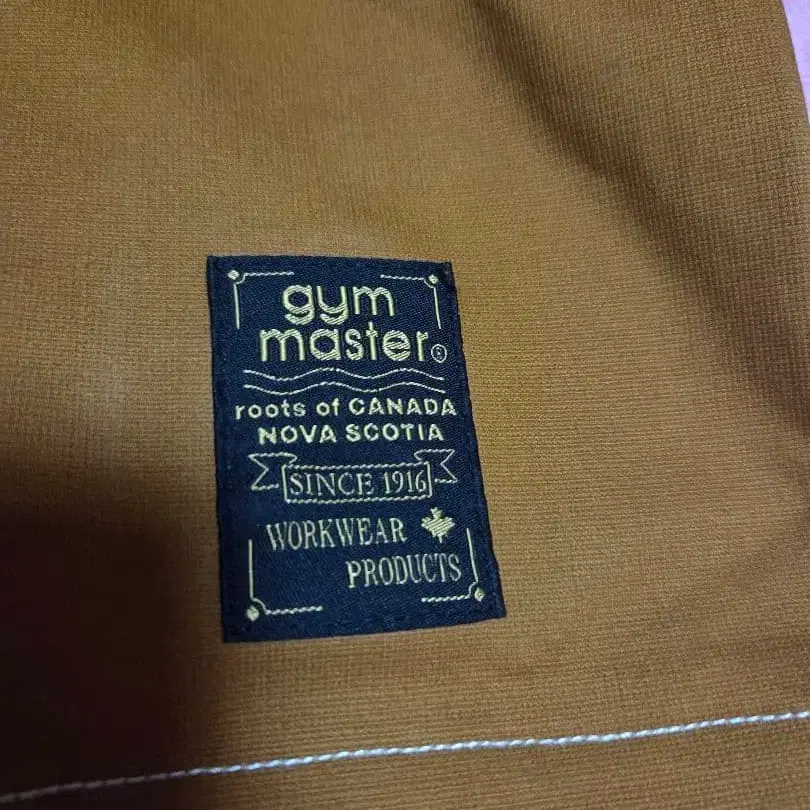 gym
master®
roots of CANADA
NOVA SCOTIA
SINCE 1916
WORKWEAR
PRODUCTS